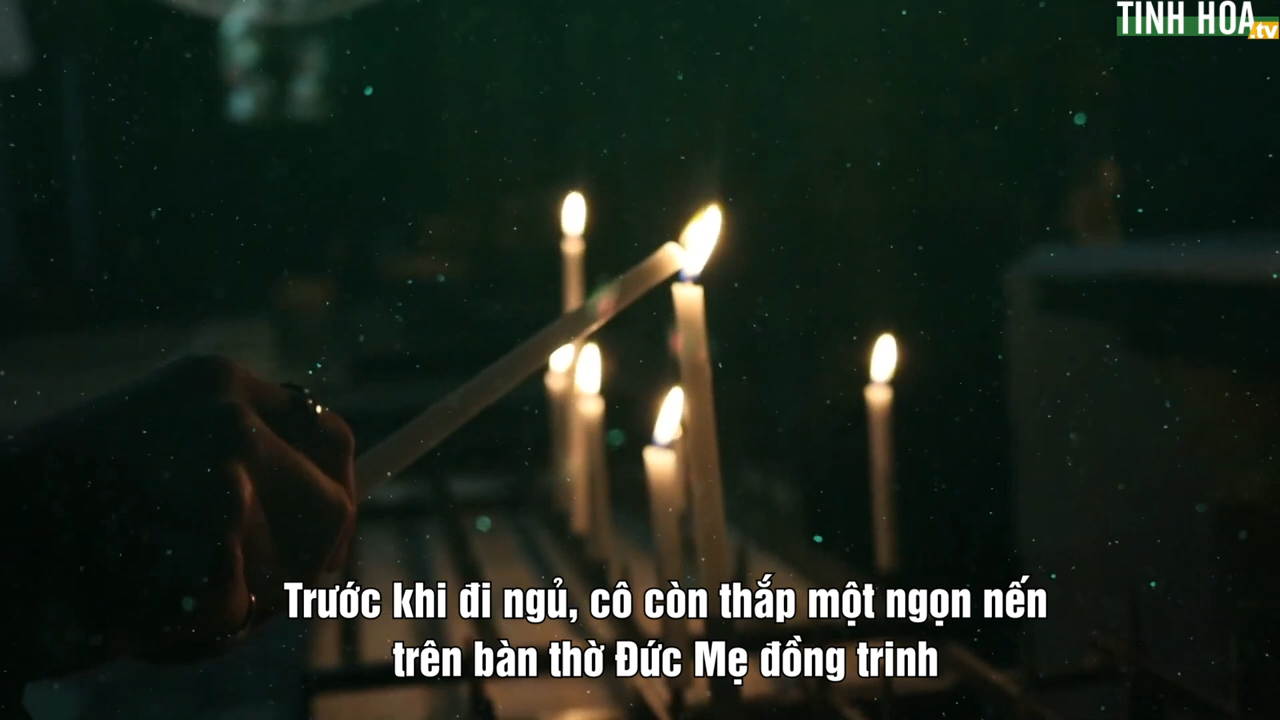 TINH HOA
.tv
Trước khi đi ngủ, cô còn thắp một ngọn nến
trên bàn thờ Đức Mẹ đồng trinh